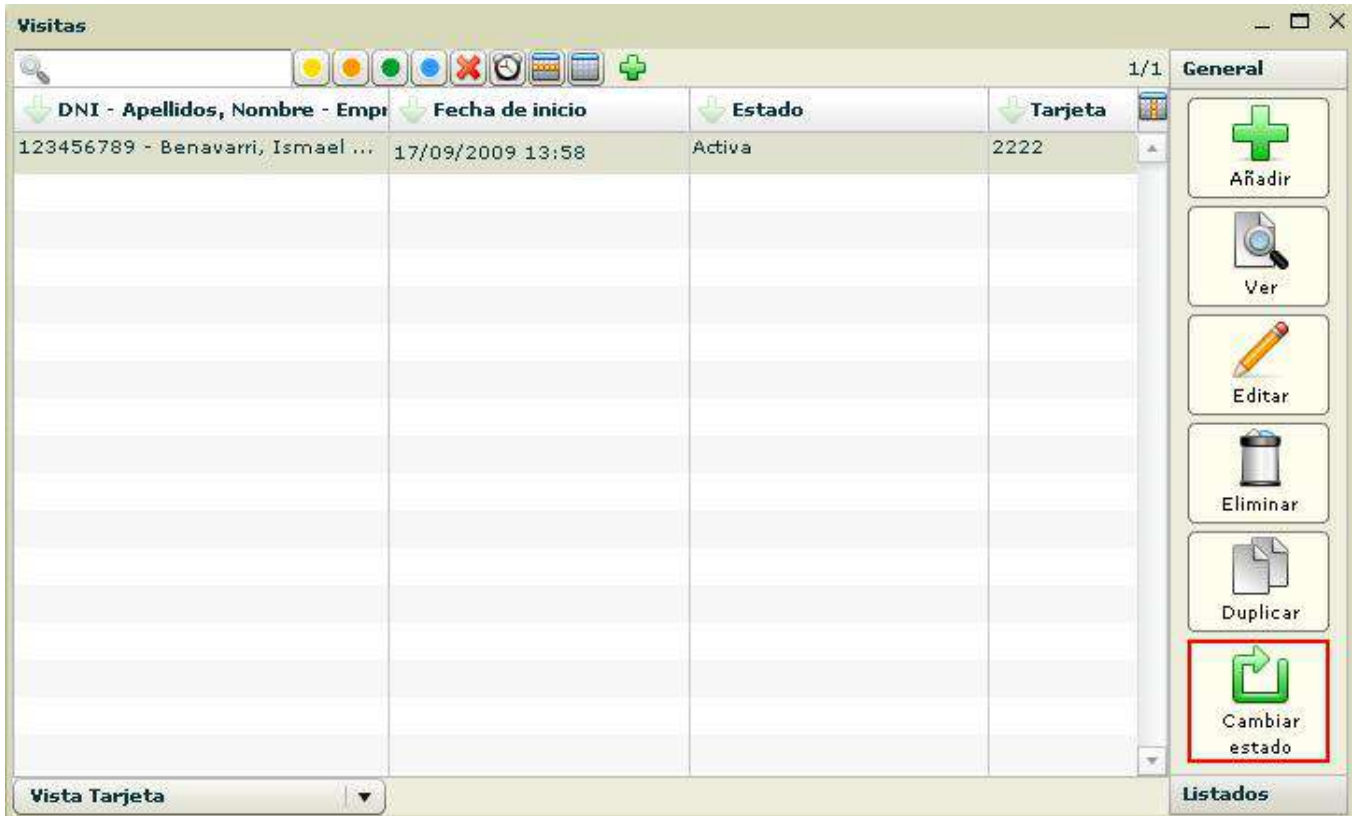 Visitas
1/1 General
DNI - Apellidos, Nombre - Empr Fecha de inicio Estado Tarjeta
123456789 - Benavarri, Ismael ... 17/09/2009 13:58 Activa 2222
Añadir
Ver
Editar
Eliminar
Duplicar
Cambiar
estado
Vista Tarjeta Listados